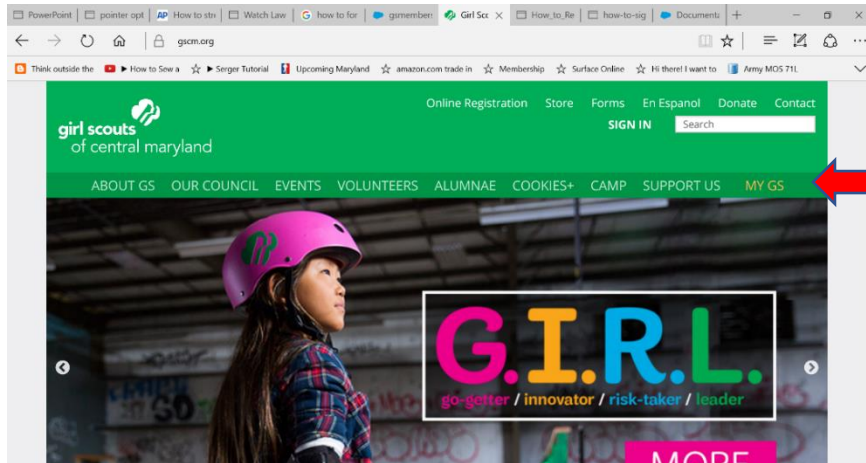 PowerPoint pointer opt How to stre Watch Law how to for gsmember Girl Scc How_to_Re how-to-sig Documenta
gscm.org
Think outside the How to Sew a Serger Tutorial Upcoming Maryland amazon.com trade in Membership Surface Online Hi there! I want to Army MOS 71L
Online Registration Store Forms En Espanol Donate Contact
SIGN IN Search
girl scouts
of central maryland
ABOUT GS OUR COUNCIL EVENTS VOLUNTEERS ALUMNAE COOKIES+ CAMP SUPPORT US MY GS
G.I.R.L.
go-getter / innovator / risk-taker / leader
MORE